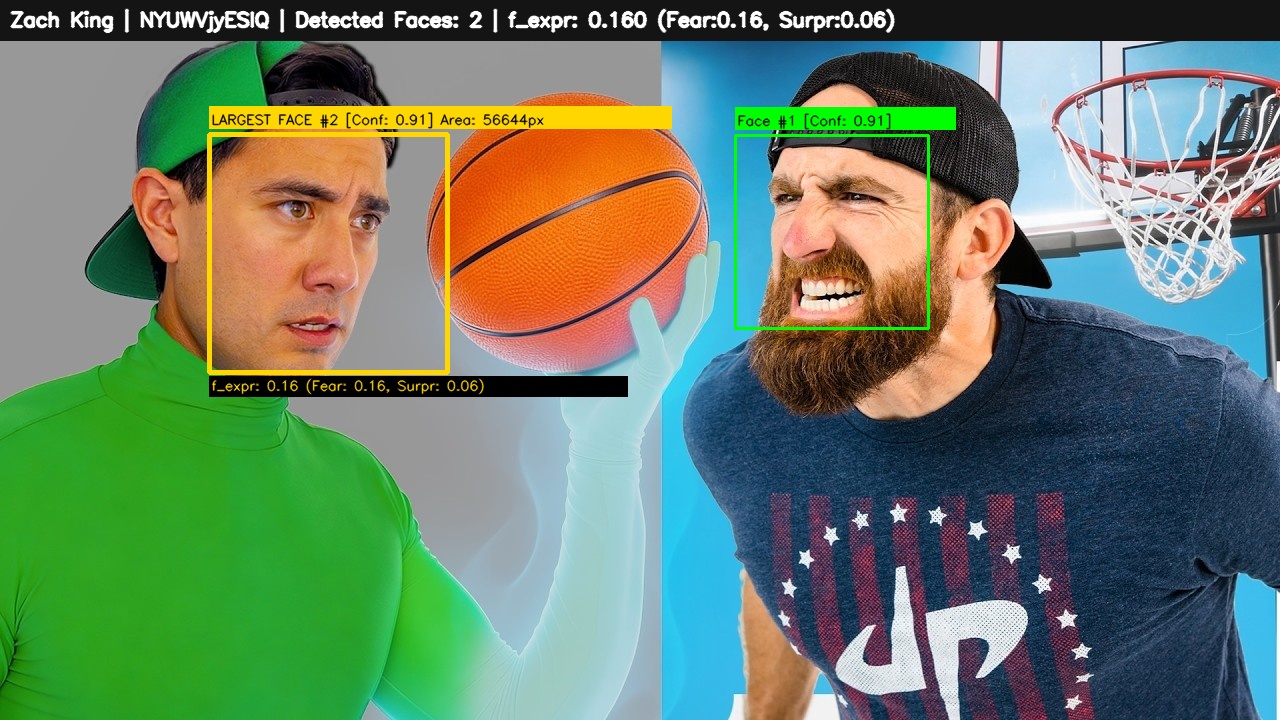 Zach King | NYUWVjyESIQ | Detected Faces: 2 | f_expr: 0.160 (Fear:0.16, Surpr:0.06)
LARGEST FACE #2 [Conf: 0.91] Area: 56644px
Face #1 [Conf: 0.91]
f_expr: 0.16 (Fear: 0.16, Surpr: 0.06)
dp